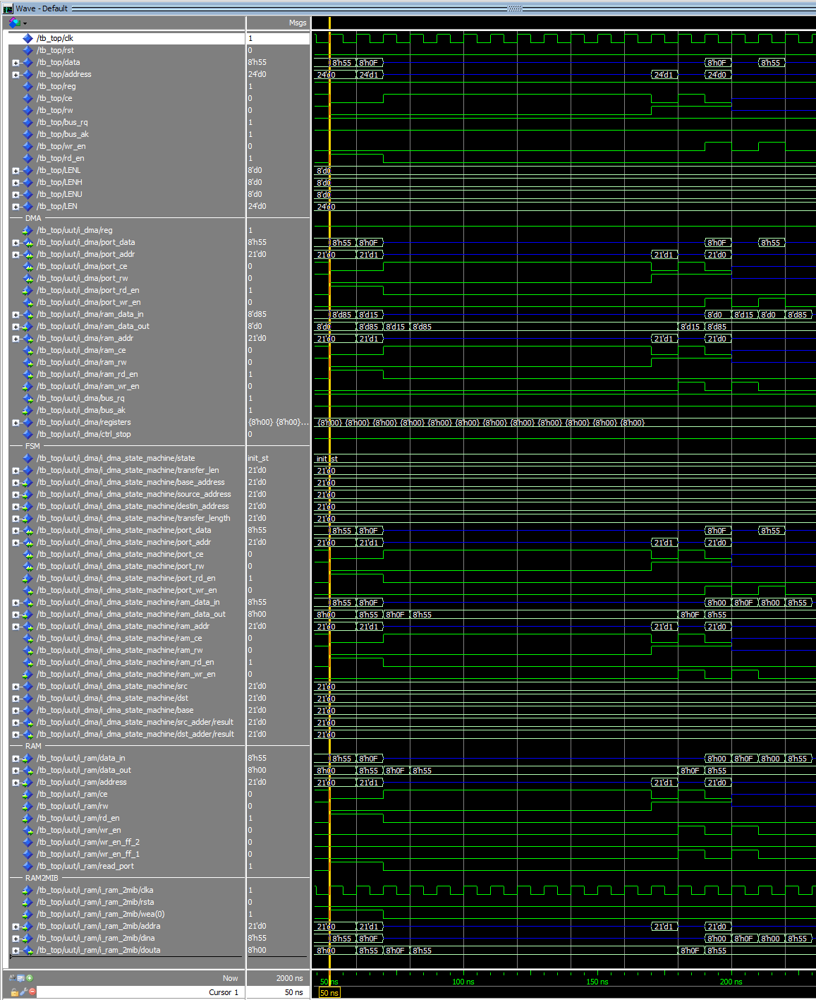 Wave - Default
Msgs
/tb_top/clk 1
/tb_top/rst 0
/tb_top/data 8'h55 8'h55 8'h0F 8'h0F 8'h55
/tb_top/address 24'd0 24'd0 24'd1 24'd1 24'd0
/tb_top/reg 1
/tb_top/ce 0
/tb_top/rw 0
/tb_top/bus_rq 1
/tb_top/bus_ak 1
/tb_top/wr_en 0
/tb_top/rd_en 1
/tb_top/LENL 8'd0 8'd0
/tb_top/LENH 8'd0 8'd0
/tb_top/LENU 8'd0 8'd0
/tb_top/LEN 24'd0 24'd0
DMA
/tb_top/uut/i_dma/reg 1
/tb_top/uut/i_dma/port_data 8'h55 8'h55 8'h0F 8'h0F 8'h55
/tb_top/uut/i_dma/port_addr 21'd0 21'd0 21'd1 21'd1 21'd0
/tb_top/uut/i_dma/port_ce 0
/tb_top/uut/i_dma/port_rw 0
/tb_top/uut/i_dma/port_rd_en 1
/tb_top/uut/i_dma/port_wr_en 0
/tb_top/uut/i_dma/ram_data_in 8'd85 8'd85 8'd15 8'd0 8'd15 8'd0 8'd85
/tb_top/uut/i_dma/ram_data_out 8'd0 8'd0 8'd85 8'd15 8'd85 8'd15 8'd85
/tb_top/uut/i_dma/ram_addr 21'd0 21'd0 21'd1 21'd1 21'd0
/tb_top/uut/i_dma/ram_ce 0
/tb_top/uut/i_dma/ram_rw 0
/tb_top/uut/i_dma/ram_rd_en 1
/tb_top/uut/i_dma/ram_wr_en 0
/tb_top/uut/i_dma/bus_rq 1
/tb_top/uut/i_dma/bus_ak 1
/tb_top/uut/i_dma/registers {8'h00} {8'h00}... {8'h00} {8'h00} {8'h00} {8'h00} {8'h00} {8'h00} {8'h00} {8'h00} {8'h00} {8'h00} {8'h00} {8'h00}
/tb_top/uut/i_dma/ctrl_stop 0
FSM
/tb_top/uut/i_dma/i_dma_state_machine/state init_st init_st
/tb_top/uut/i_dma/i_dma_state_machine/transfer_len 21'd0 21'd0
/tb_top/uut/i_dma/i_dma_state_machine/base_address 21'd0 21'd0
/tb_top/uut/i_dma/i_dma_state_machine/source_address 21'd0 21'd0
/tb_top/uut/i_dma/i_dma_state_machine/destin_address 21'd0 21'd0
/tb_top/uut/i_dma/i_dma_state_machine/transfer_length 21'd0 21'd0
/tb_top/uut/i_dma/i_dma_state_machine/port_data 8'h55 8'h55 8'h0F 8'h0F 8'h55
/tb_top/uut/i_dma/i_dma_state_machine/port_addr 21'd0 21'd0 21'd1 21'd1 21'd0
/tb_top/uut/i_dma/i_dma_state_machine/port_ce 0
/tb_top/uut/i_dma/i_dma_state_machine/port_rw 0
/tb_top/uut/i_dma/i_dma_state_machine/port_rd_en 1
/tb_top/uut/i_dma/i_dma_state_machine/port_wr_en 0
/tb_top/uut/i_dma/i_dma_state_machine/ram_data_in 8'h55 8'h55 8'h0F 8'h00 8'h0F 8'h00 8'h55
/tb_top/uut/i_dma/i_dma_state_machine/ram_data_out 8'h00 8'h00 8'h55 8'h0F 8'h55 8'h0F 8'h55
/tb_top/uut/i_dma/i_dma_state_machine/ram_addr 21'd0 21'd0 21'd1 21'd1 21'd0
/tb_top/uut/i_dma/i_dma_state_machine/ram_ce 0
/tb_top/uut/i_dma/i_dma_state_machine/ram_rw 0
/tb_top/uut/i_dma/i_dma_state_machine/ram_rd_en 1
/tb_top/uut/i_dma/i_dma_state_machine/ram_wr_en 0
/tb_top/uut/i_dma/i_dma_state_machine/src 21'd0 21'd0
/tb_top/uut/i_dma/i_dma_state_machine/dst 21'd0 21'd0
/tb_top/uut/i_dma/i_dma_state_machine/base 21'd0 21'd0
/tb_top/uut/i_dma/i_dma_state_machine/src_adder/result 21'd0 21'd0
/tb_top/uut/i_dma/i_dma_state_machine/dst_adder/result 21'd0 21'd0
RAM
/tb_top/uut/i_ram/data_in 8'h55 8'h55 8'h0F 8'h00 8'h0F 8'h00 8'h55
/tb_top/uut/i_ram/data_out 8'h00 8'h00 8'h55 8'h0F 8'h55 8'h0F 8'h55
/tb_top/uut/i_ram/address 21'd0 21'd0 21'd1 21'd1 21'd0
/tb_top/uut/i_ram/ce 0
/tb_top/uut/i_ram/rw 0
/tb_top/uut/i_ram/rd_en 1
/tb_top/uut/i_ram/wr_en 0
/tb_top/uut/i_ram/wr_en_ff_2 0
/tb_top/uut/i_ram/wr_en_ff_1 0
/tb_top/uut/i_ram/read_port 1
RAM2MIB
/tb_top/uut/i_ram/i_ram_2mib/clka 1
/tb_top/uut/i_ram/i_ram_2mib/rsta 0
/tb_top/uut/i_ram/i_ram_2mib/wea(0) 1
/tb_top/uut/i_ram/i_ram_2mib/addra 21'd0 21'd0 21'd1 21'd1 21'd0
/tb_top/uut/i_ram/i_ram_2mib/dina 8'h55 8'h55 8'h0F 8'h00 8'h0F 8'h00 8'h55
/tb_top/uut/i_ram/i_ram_2mib/douta 8'h00 8'h00 8'h55 8'h0F 8'h55 8'h0F 8'h55
Now 2000 ns 50 ns 100 ns 150 ns 200 ns
Cursor 1 50 ns 50 ns